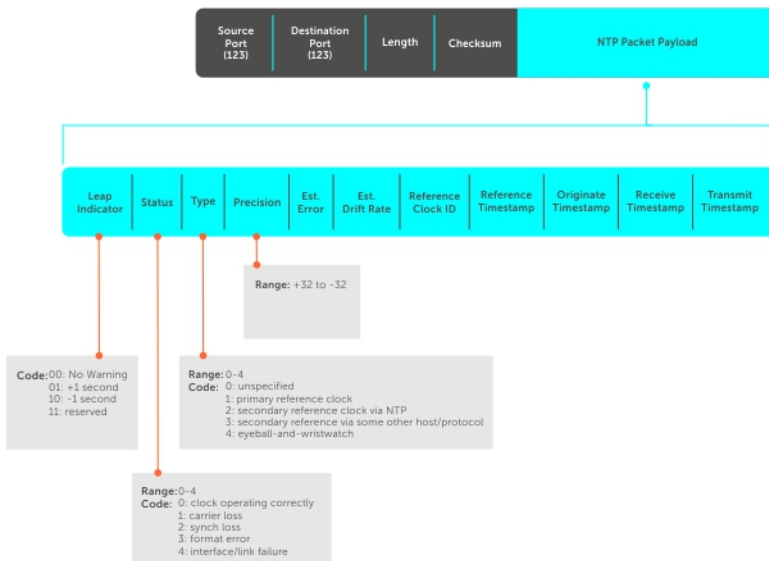 Source
Port
(123)
Destination
Port
(123)
Length
Checksum
NTP Packet Payload
Leap
Indicator
Status
Type
Precision
Est.
Error
Est.
Drift Rate
Reference
Clock ID
Reference
Timestamp
Originate
Timestamp
Receive
Timestamp
Transmit
Timestamp
Range: +32 to -32
Code: 00: No Warning
01: +1 second
10: -1 second
11: reserved
Range: 0-4
Code: 0: unspecified
1: primary reference clock
2: secondary reference clock via NTP
3: secondary reference via some other host/protocol
4: eyeball-and-wristwatch
Range: 0-4
Code: 0: clock operating correctly
1: carrier loss
2: synch loss
3: format error
4: interface/link failure